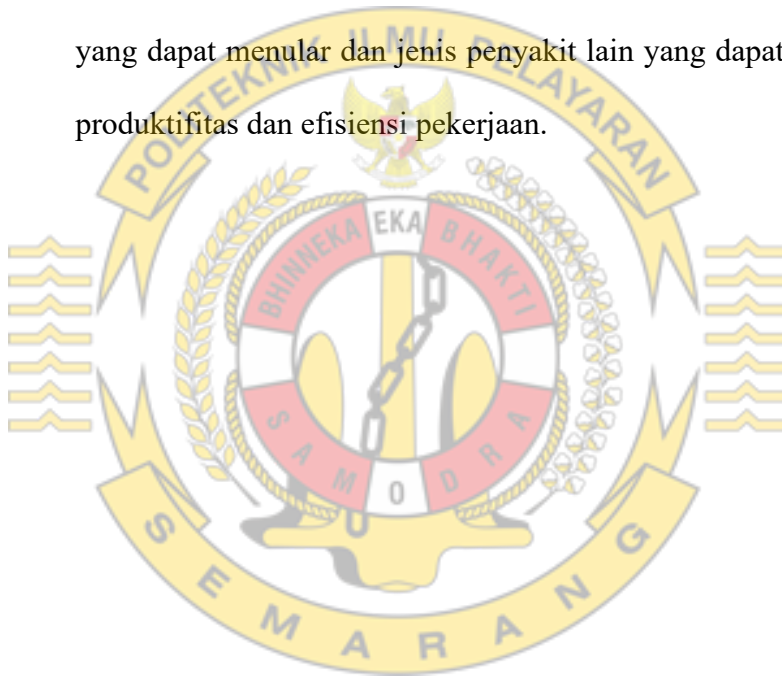 yang dapat menular dan jenis penyakit lain yang dapat
produktifitas dan efisiensi pekerjaan.
POLITEKNIK ILMU PELAYARAN
BHINNEKA EKA BHAKTI
SAMODRA
SEMARANG